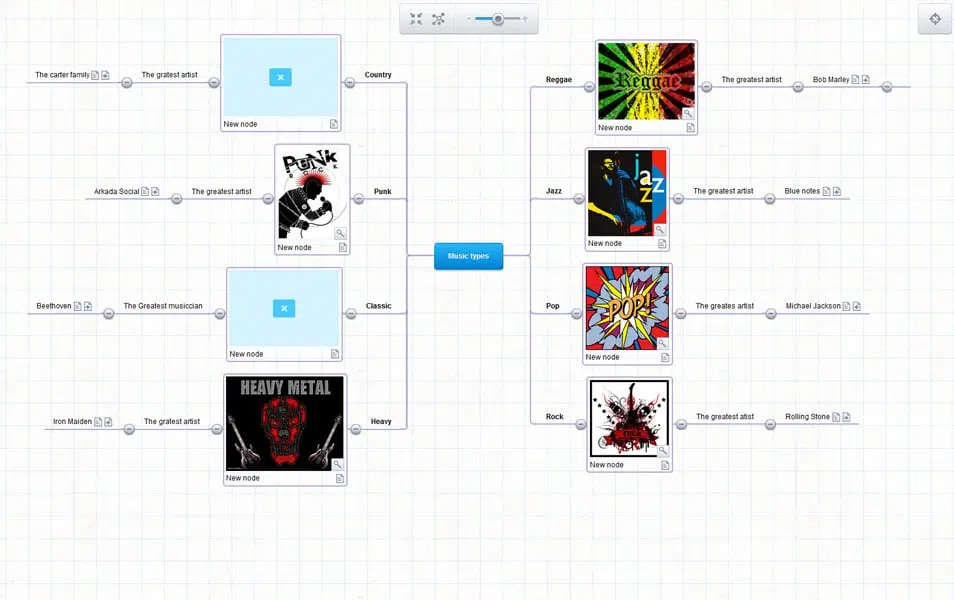 Music types
Country
New node
The gratest artist
The carter family
Punk
PUNK
ROCK
New node
The greatest artist
Arkada Social
Classic
New node
The Greatest musiccian
Beethoven
Heavy
HEAVY METAL
New node
The gratest artist
Iron Maiden
Reggae
Reggae
New node
The greatest artist
Bob Marley
Jazz
jazz
New node
The greatest artist
Blue notes
Pop
POP!
New node
The greates artist
Michael Jackson
Rock
New node
The greatest atist
Rolling Stone